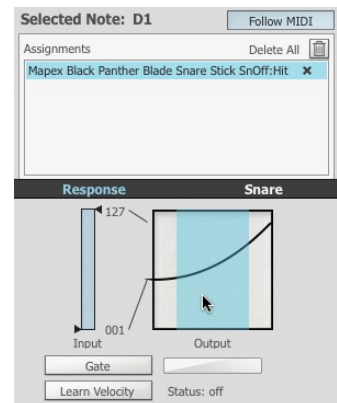 Selected Note: D1 Follow MIDI
Assignments Delete All
Mapex Black Panther Blade Snare Stick SnOff:Hit ×
Response Snare
127
001
Input Output
Gate
Learn Velocity Status: off